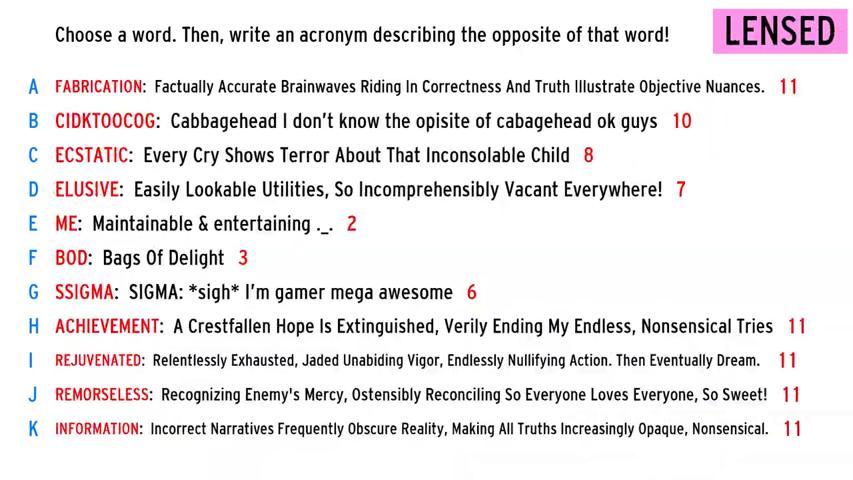 Choose a word. Then, write an acronym describing the opposite of that word!
LENSED
A FABRICATION: Factually Accurate Brainwaves Riding In Correctness And Truth Illustrate Objective Nuances. 11
B CIDKTOOCOG: Cabbagehead I don't know the opisite of cabagehead ok guys 10
C ECSTATIC: Every Cry Shows Terror About That Inconsolable Child 8
D ELUSIVE: Easily Lookable Utilities, So Incomprehensibly Vacant Everywhere! 7
E ME: Maintainable & entertaining ._. 2
F BOD: Bags Of Delight 3
G SSIGMA: SIGMA: *sigh* I'm gamer mega awesome 6
H ACHIEVEMENT: A Crestfallen Hope Is Extinguished, Verily Ending My Endless, Nonsensical Tries 11
I REJUVENATED: Relentlessly Exhausted, Jaded Unabiding Vigor, Endlessly Nullifying Action. Then Eventually Dream. 11
J REMORSELESS: Recognizing Enemy's Mercy, Ostensibly Reconciling So Everyone Loves Everyone, So Sweet! 11
K INFORMATION: Incorrect Narratives Frequently Obscure Reality, Making All Truths Increasingly Opaque, Nonsensical. 11